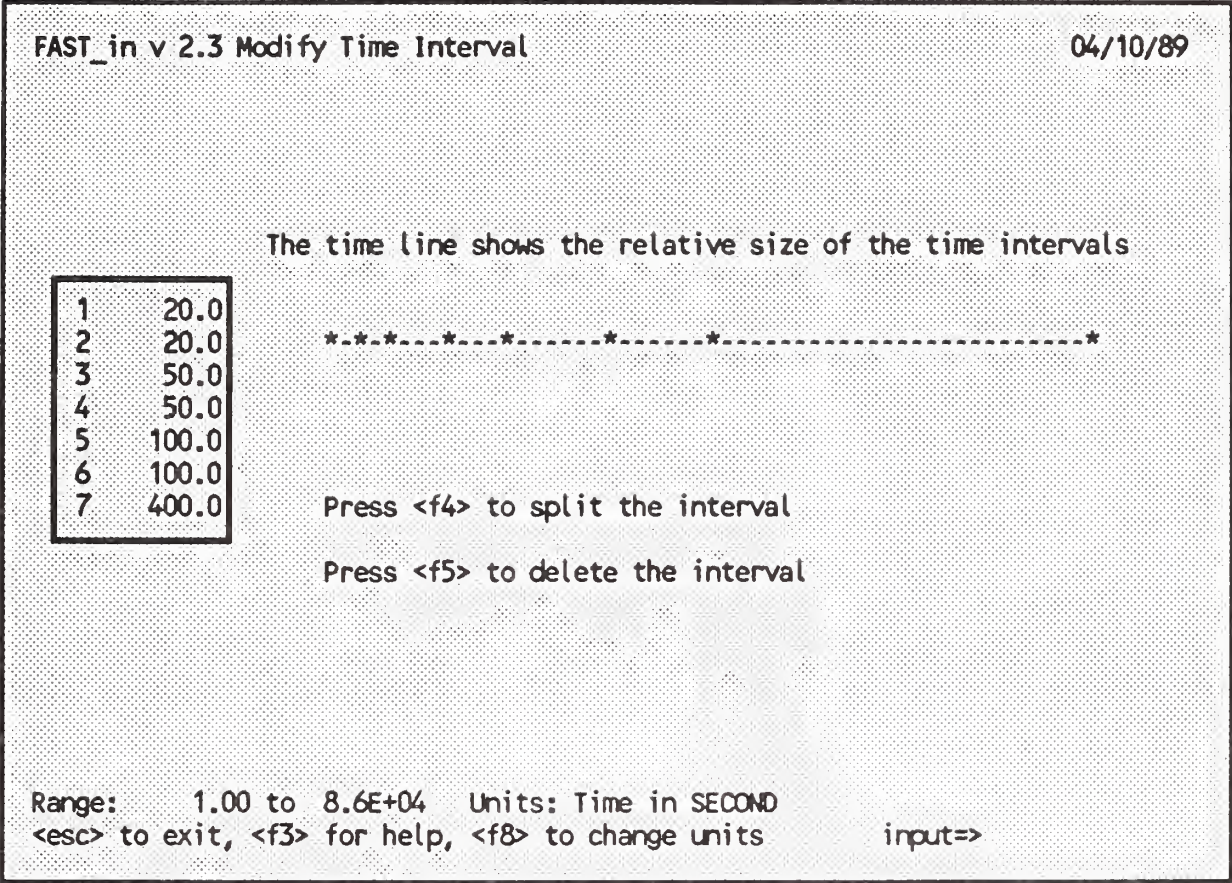 FAST_in v 2.3 Modify Time Interval 04/10/89
The time line shows the relative size of the time intervals
1 20.0
2 20.0 *-*-*---*---*------*------*-------------------------*
3 50.0
4 50.0
5 100.0
6 100.0
7 400.0 Press <f4> to split the interval
Press <f5> to delete the interval
Range: 1.00 to 8.6E+04 Units: Time in SECOND
<esc> to exit, <f3> for help, <f8> to change units input=>